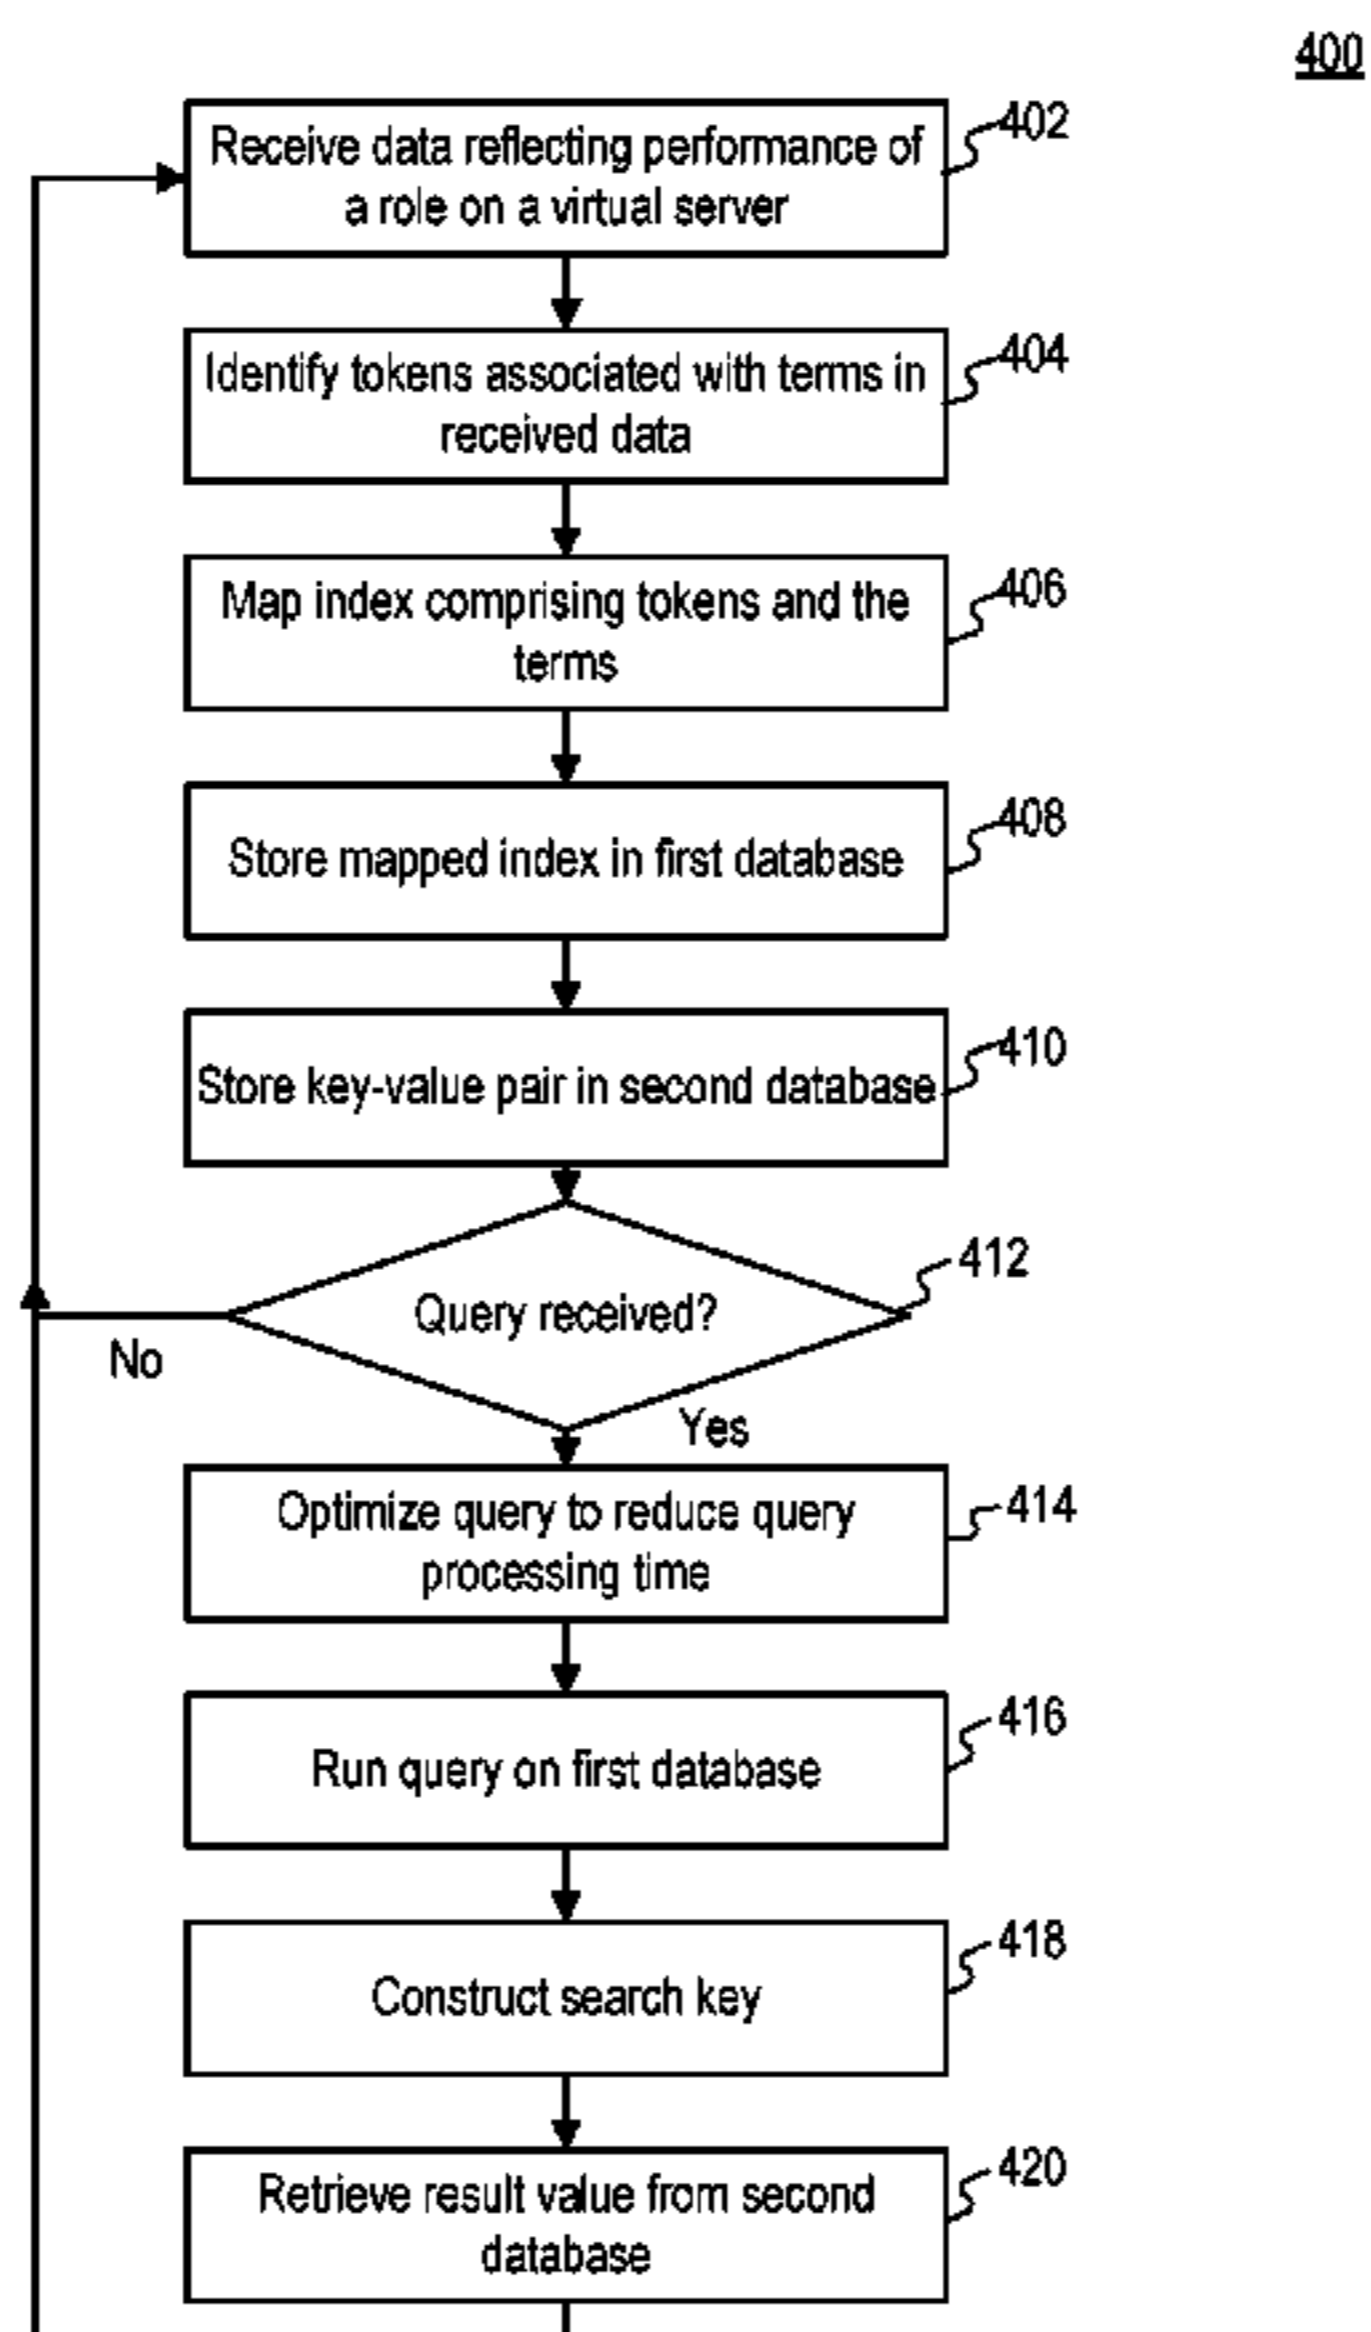 400
Receive data reflecting performance of
a role on a virtual server
402
Identify tokens associated with terms in
received data
404
Map index comprising tokens and the
terms
406
Store mapped index in first database
408
Store key-value pair in second database
410
Query received?
412
No
Yes
Optimize query to reduce query
processing time
414
Run query on first database
416
Construct search key
418
Retrieve result value from second
database
420